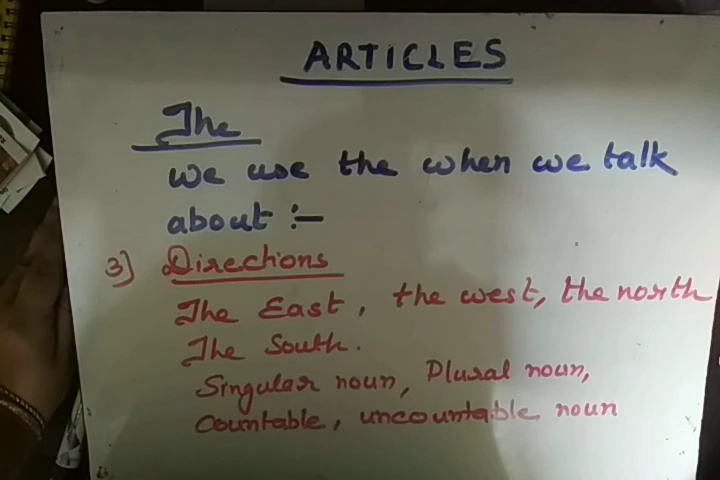 ARTICLES
The
We use the when we talk
about :-
3] Directions
The East, the west, the north
The South.
Singular noun, Plural noun,
Countable, uncountable noun